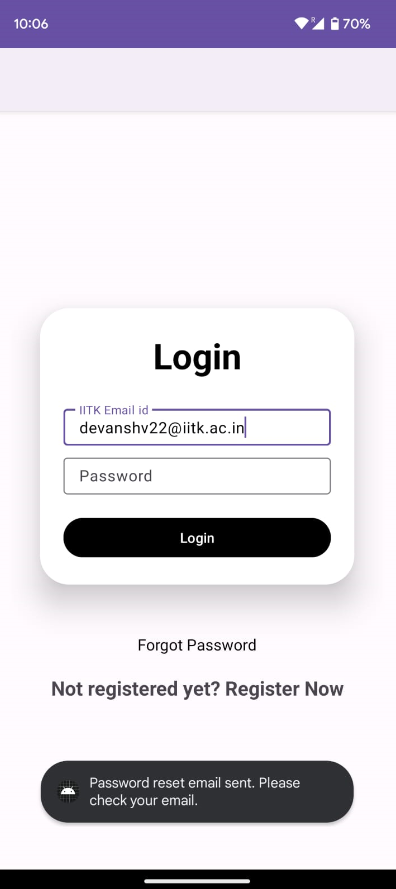 10:06
R
70%
Login
IITK Email id
devanshv22@iitk.ac.in
Password
Login
Forgot Password
Not registered yet? Register Now
Password reset email sent. Please
check your email.